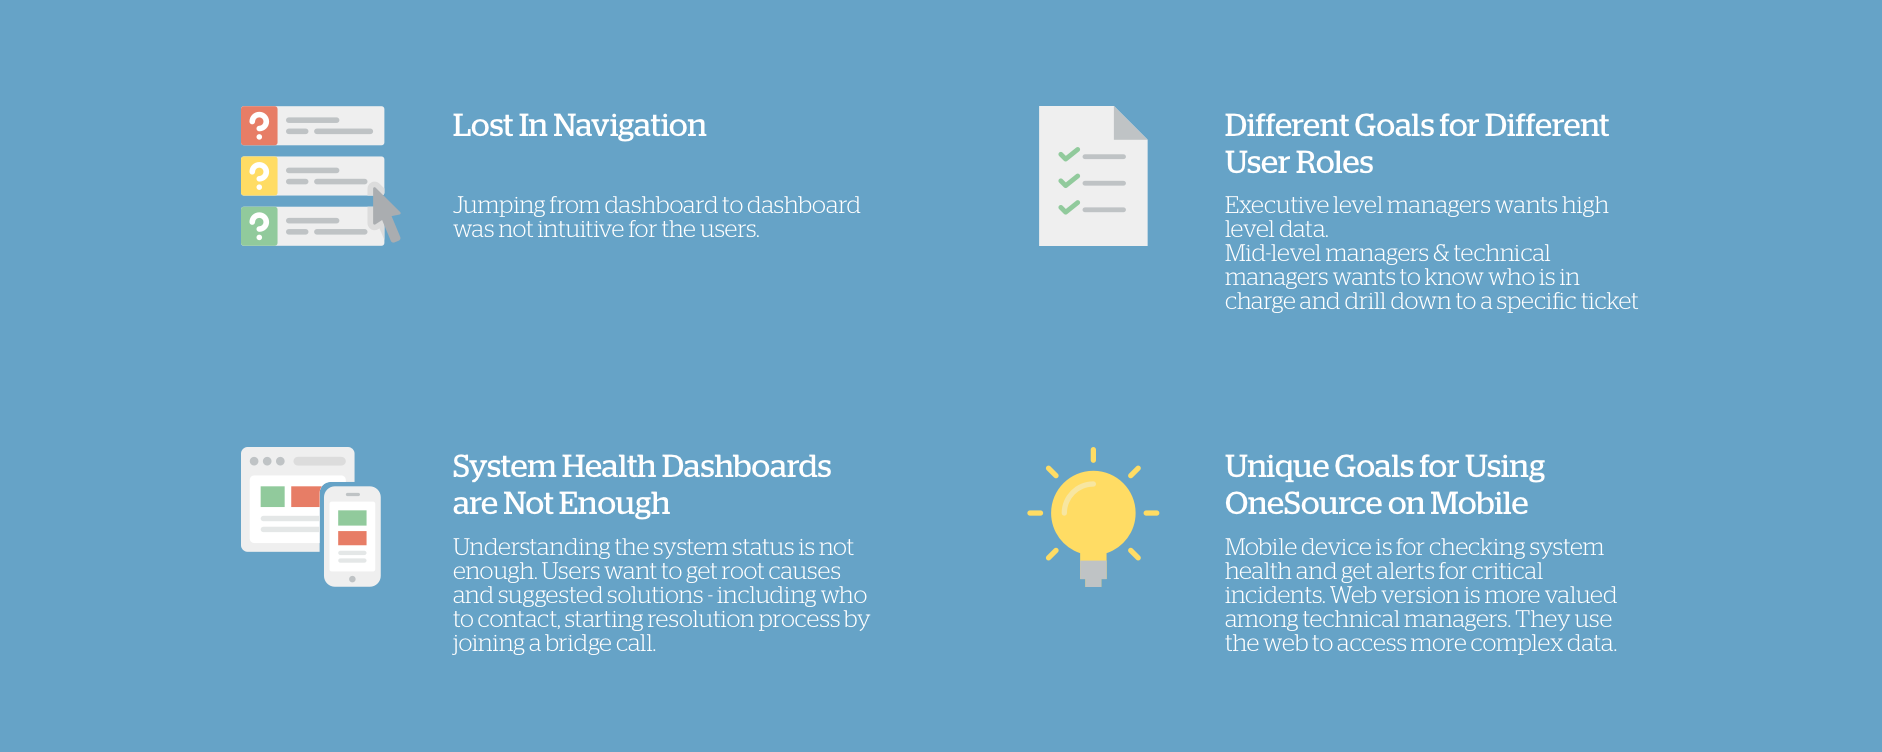 Lost In Navigation
Jumping from dashboard to dashboard
was not intuitive for the users.
Different Goals for Different
User Roles
Executive level managers wants high
level data.
Mid-level managers & technical
managers wants to know who is in
charge and drill down to a specific ticket
System Health Dashboards
are Not Enough
Understanding the system status is not
enough. Users want to get root causes
and suggested solutions - including who
to contact, starting resolution process by
joining a bridge call.
Unique Goals for Using
OneSource on Mobile
Mobile device is for checking system
health and get alerts for critical
incidents. Web version is more valued
among technical managers. They use
the web to access more complex data.